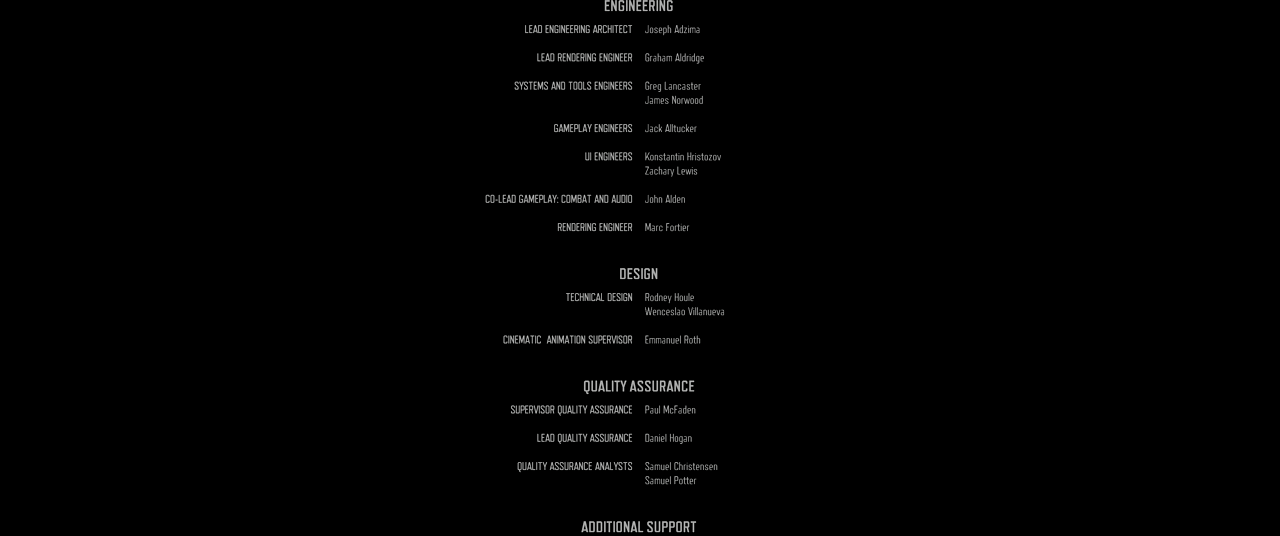 ENGINEERING
LEAD ENGINEERING ARCHITECT Joseph Adzima
LEAD RENDERING ENGINEER Graham Aldridge
SYSTEMS AND TOOLS ENGINEERS Greg Lancaster
James Norwood
GAMEPLAY ENGINEERS Jack Alltucker
UI ENGINEERS Konstantin Hristozov
Zachary Lewis
CO-LEAD GAMEPLAY: COMBAT AND AUDIO John Alden
RENDERING ENGINEER Marc Fortier
DESIGN
TECHNICAL DESIGN Rodney Houle
Wenceslao Villanueva
CINEMATIC ANIMATION SUPERVISOR Emmanuel Roth
QUALITY ASSURANCE
SUPERVISOR QUALITY ASSURANCE Paul McFaden
LEAD QUALITY ASSURANCE Daniel Hogan
QUALITY ASSURANCE ANALYSTS Samuel Christensen
Samuel Potter
ADDITIONAL SUPPORT